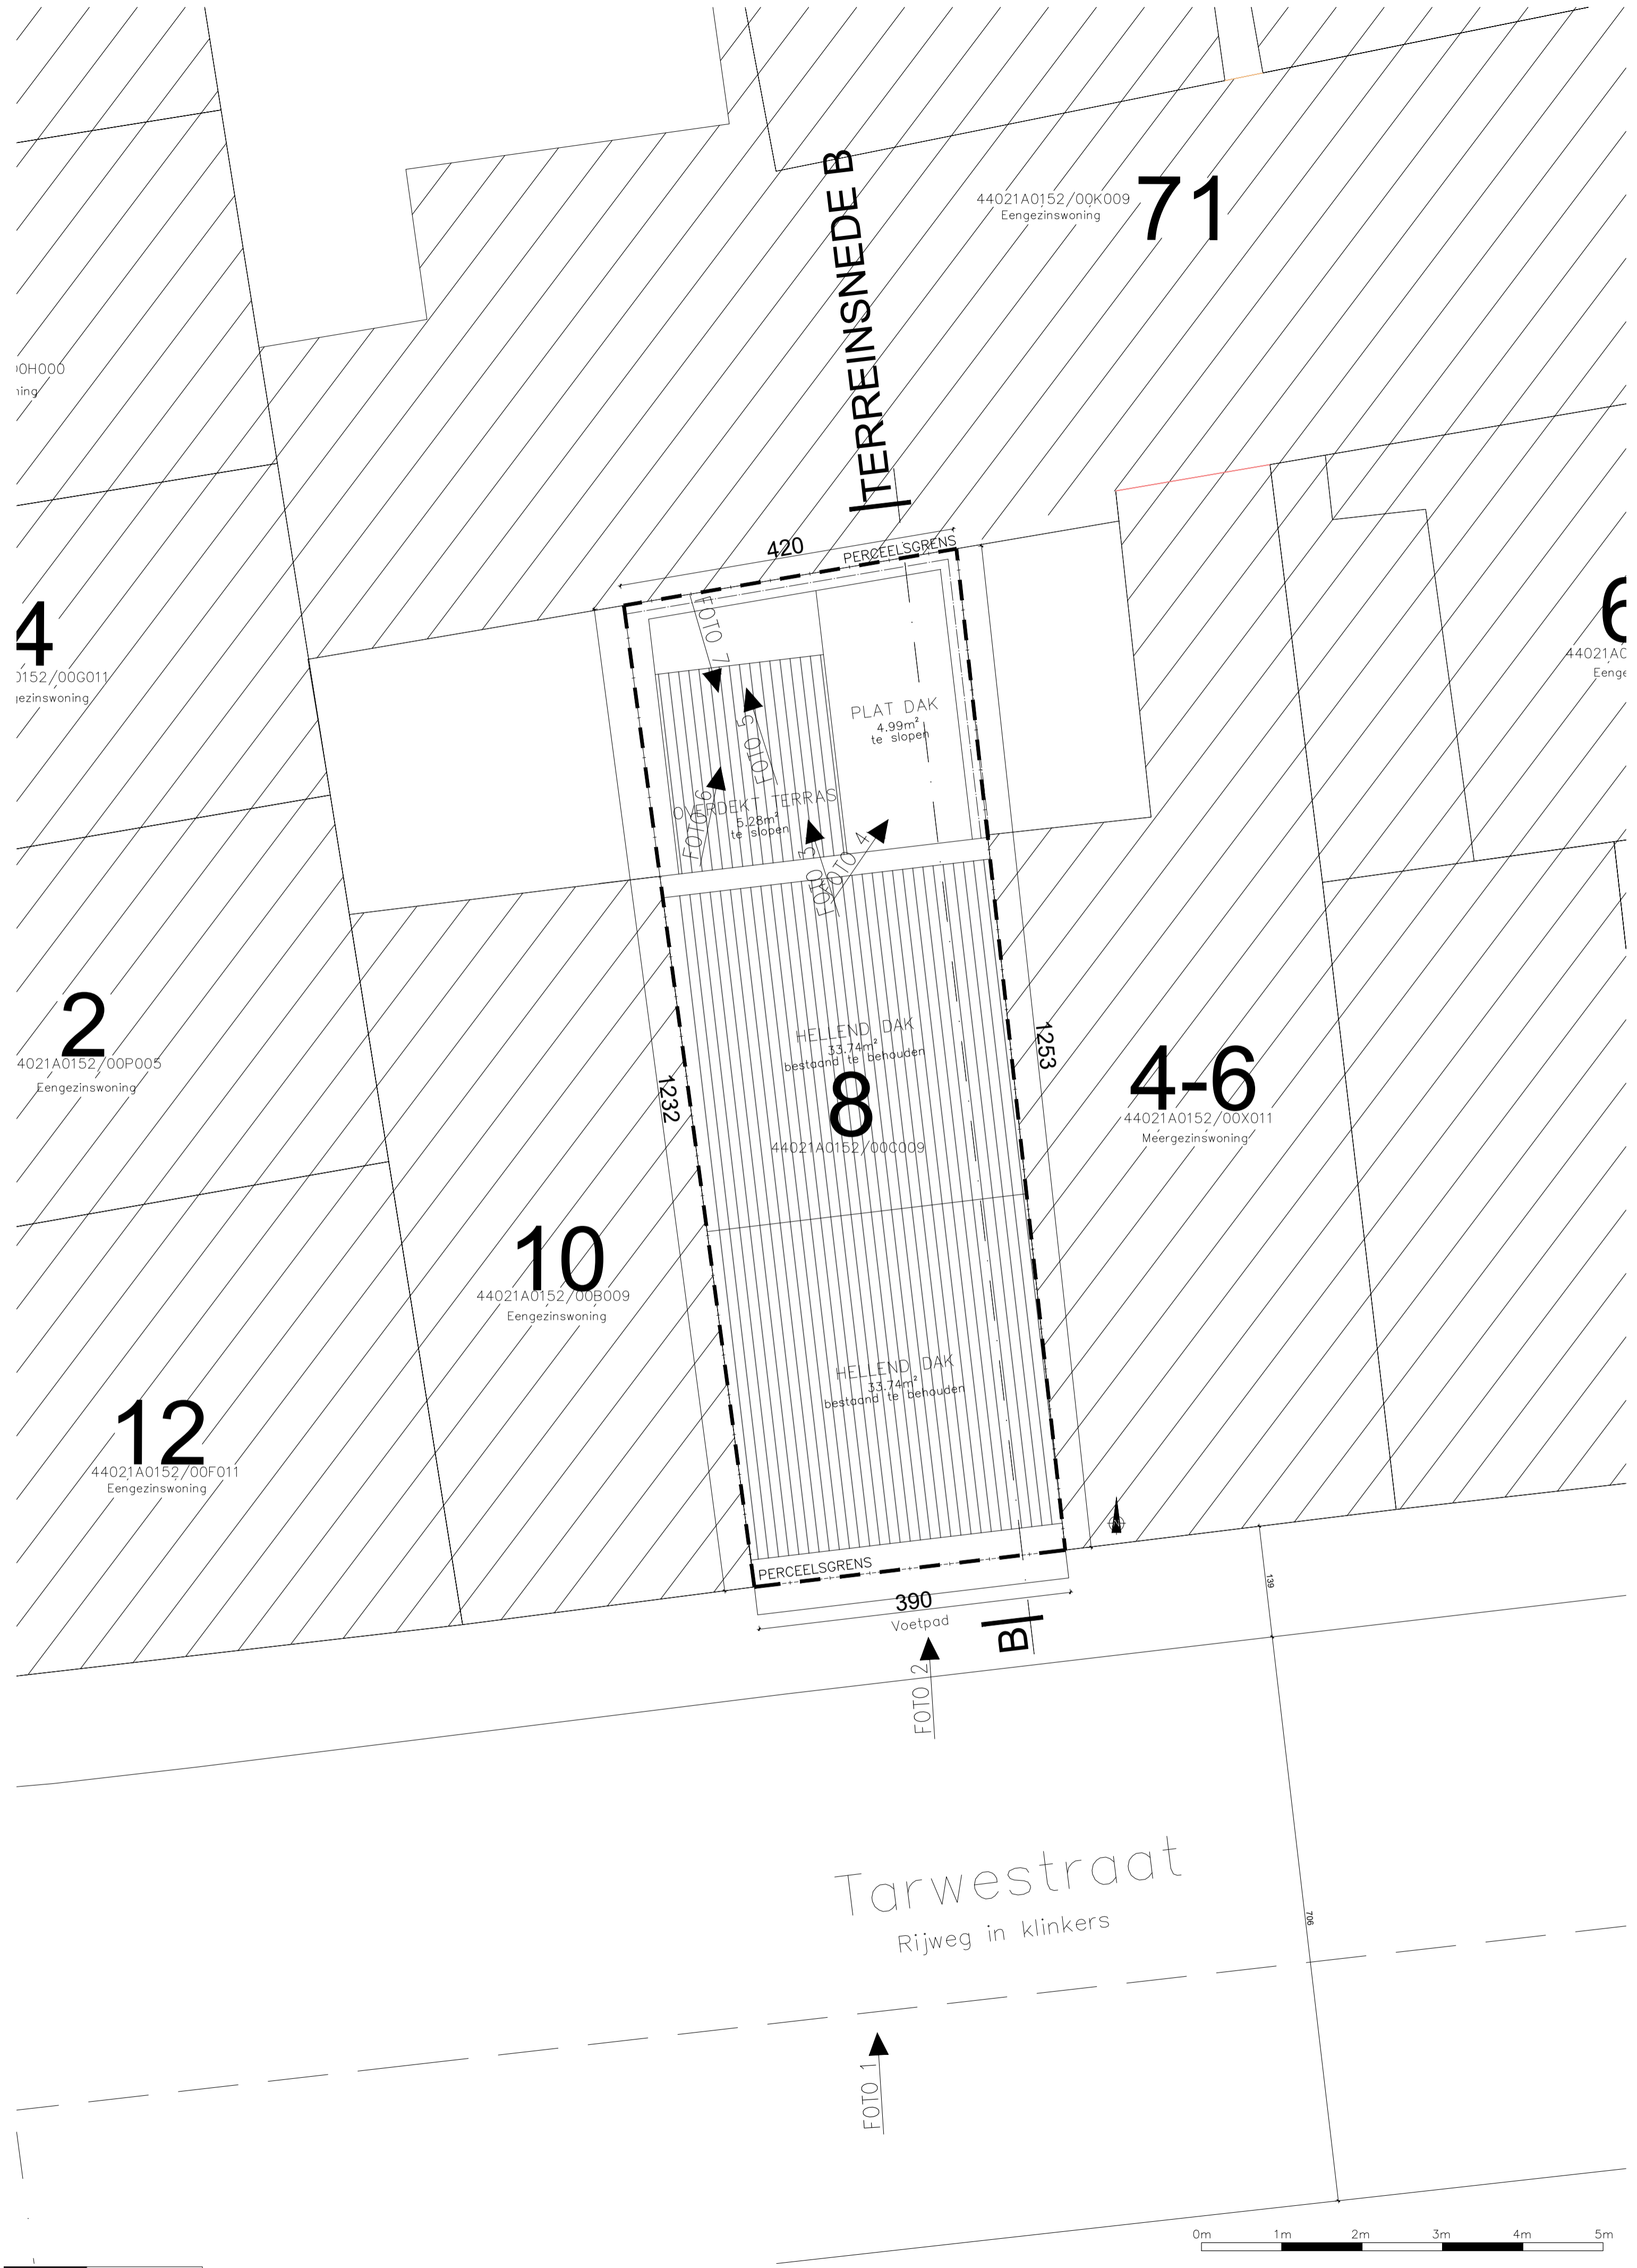 TERREINSNEDE B
44021A0152/00K009
Eengezinswoning
71
00H000
420
PERCEELSGRENS
FOTO 7
4
0152/00G011
gezinswoning
6
44021A0
Eenge
PLAT DAK
4.99m²
te slopen
FOTO 5
OVERDEKT TERRAS
5.28m²
te slopen
FOTO 6
FOTO 3
FOTO 4
2
4021A0152/00P005
Eengezinswoning
HELLEND DAK
33.74m²
bestaand te behouden
8
44021A0152/00C009
1232
1253
4-6
44021A0152/00X011
Meergezinswoning
10
44021A0152/00B009
Eengezinswoning
HELLEND DAK
33.74m²
bestaand te behouden
12
44021A0152/00F011
Eengezinswoning
PERCEELSGRENS
390
Voetpad
B
139
FOTO 2
Tarwestraat
Rijweg in klinkers
706
FOTO 1
0m 1m 2m 3m 4m 5m